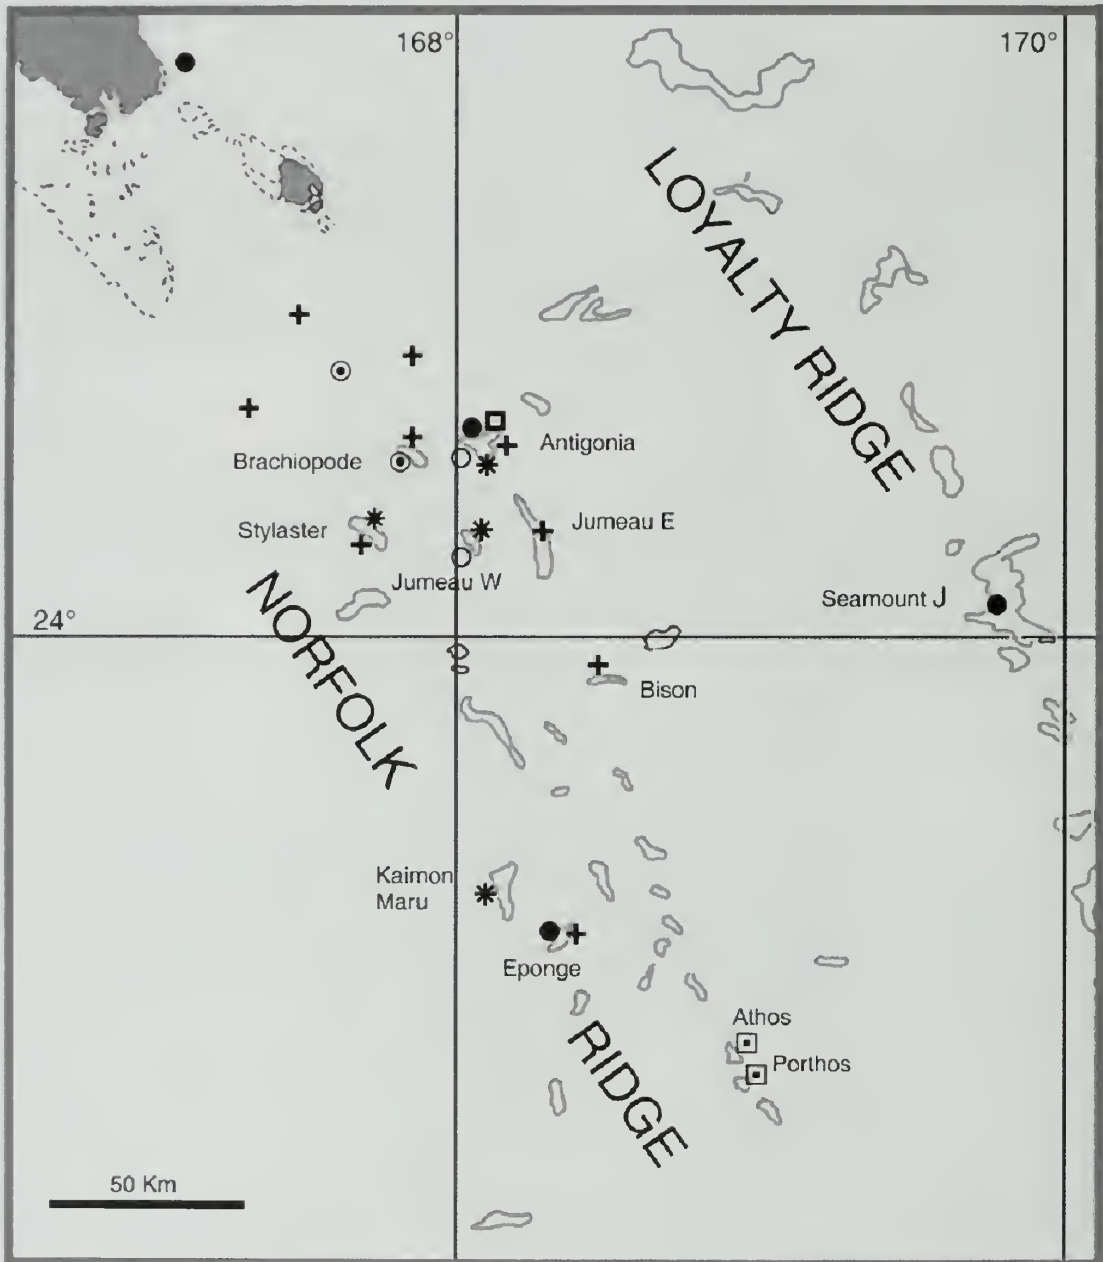 168°
170°
LOYALTY RIDGE
Antigonia
Brachiopode
Stylaster
Jumeau E
Jumeau W
Seamount J
24°
NORFOLK
Bison
Kaimon
Maru
Eponge
Athos
Porthos
RIDGE
50 Km